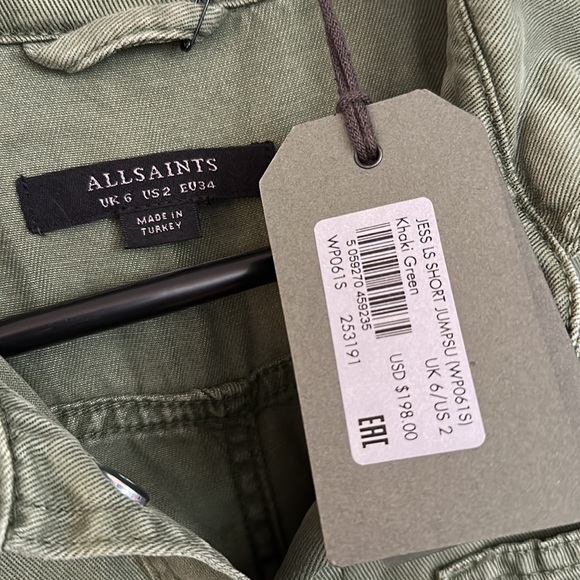 ALLSAINTS
UK 6 US 2 EU 34
MADE IN
TURKEY
JESS LS SHORT JUMPSU (WP061S)
UK 6/US 2
Khaki Green
5 059270 459235
USD $198.00
WP061S 253191
EAC